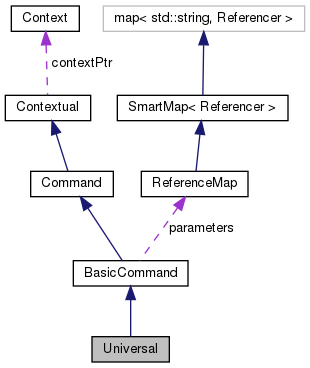 Context
map< std::string, Referencer >
contextPtr
Contextual
SmartMap< Referencer >
Command
ReferenceMap
parameters
BasicCommand
Universal